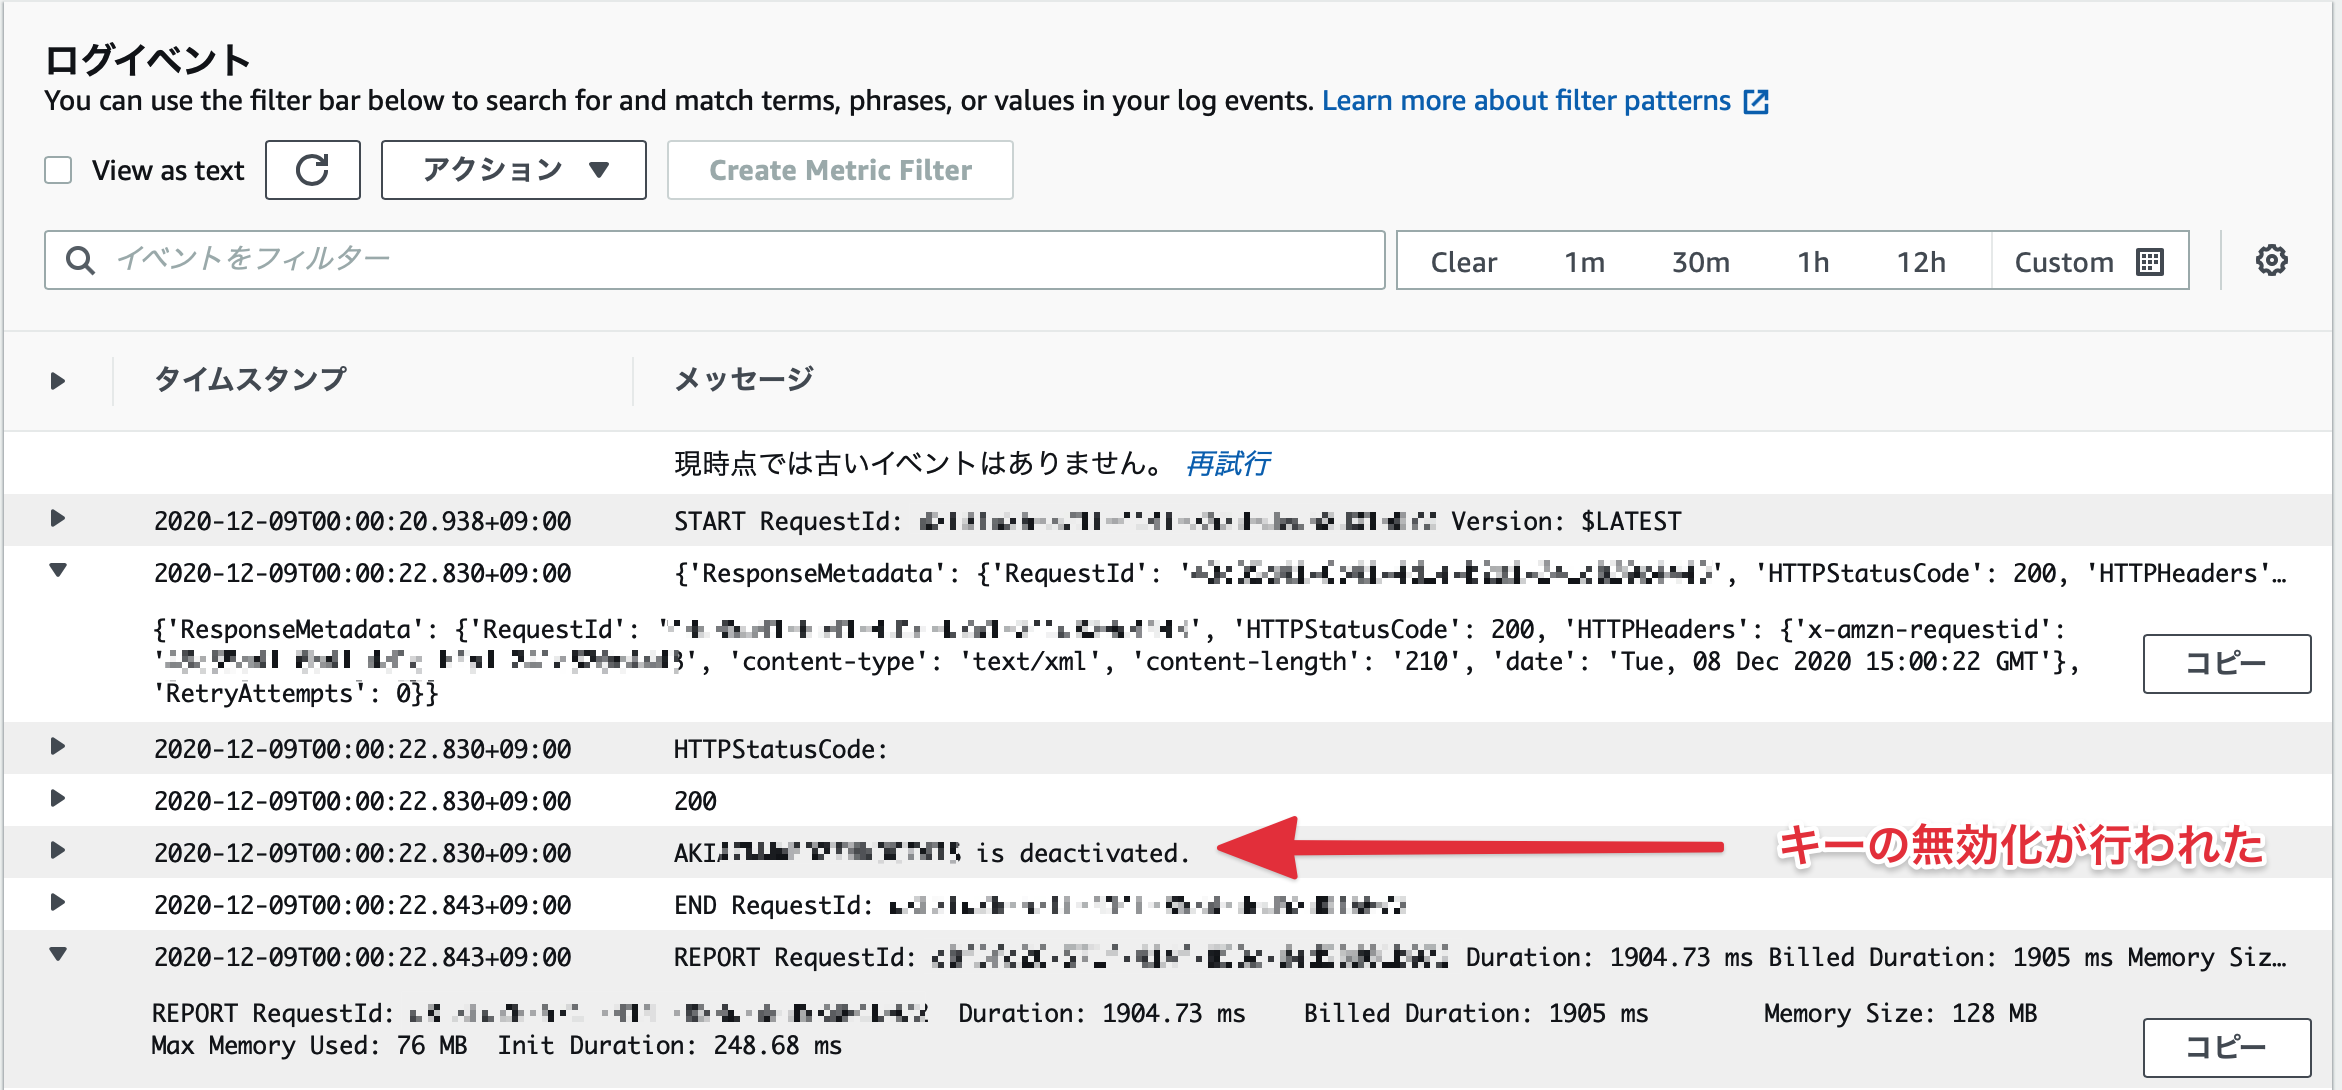 ログイベント
You can use the filter bar below to search for and match terms, phrases, or values in your log events. Learn more about filter patterns
View as text アクション Create Metric Filter
イベントをフィルター Clear 1m 30m 1h 12h Custom
タイムスタンプ メッセージ
現時点では古いイベントはありません。 再試行
2020-12-09T00:00:20.938+09:00 START RequestId: Version: $LATEST
2020-12-09T00:00:22.830+09:00 {'ResponseMetadata': {'RequestId': '', 'HTTPStatusCode': 200, 'HTTPHeaders'…
{'ResponseMetadata': {'RequestId': '', 'HTTPStatusCode': 200, 'HTTPHeaders': {'x-amzn-requestid':
'', 'content-type': 'text/xml', 'content-length': '210', 'date': 'Tue, 08 Dec 2020 15:00:22 GMT'},
'RetryAttempts': 0}}
コピー
2020-12-09T00:00:22.830+09:00 HTTPStatusCode:
2020-12-09T00:00:22.830+09:00 200
2020-12-09T00:00:22.830+09:00 AKIA is deactivated.
キーの無効化が行われた
2020-12-09T00:00:22.843+09:00 END RequestId:
2020-12-09T00:00:22.843+09:00 REPORT RequestId: Duration: 1904.73 ms Billed Duration: 1905 ms Memory Siz…
REPORT RequestId: Duration: 1904.73 ms Billed Duration: 1905 ms Memory Size: 128 MB
Max Memory Used: 76 MB Init Duration: 248.68 ms
コピー